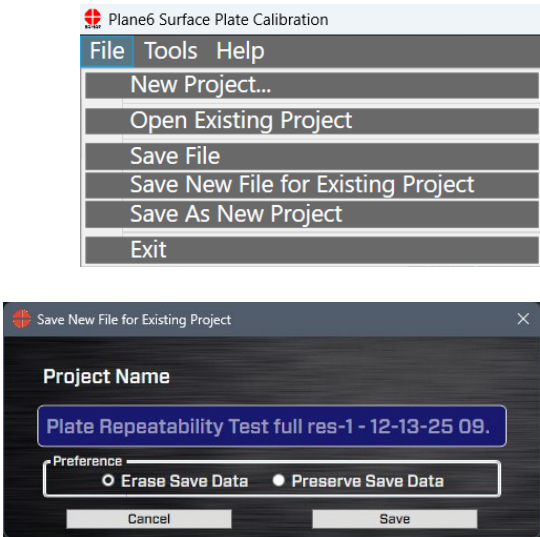 Plane6 Surface Plate Calibration
File Tools Help
New Project...
Open Existing Project
Save File
Save New File for Existing Project
Save As New Project
Exit
Save New File for Existing Project
Project Name
Plate Repeatability Test full res-1 - 12-13-25 09.
Preference
Erase Save Data Preserve Save Data
Cancel Save